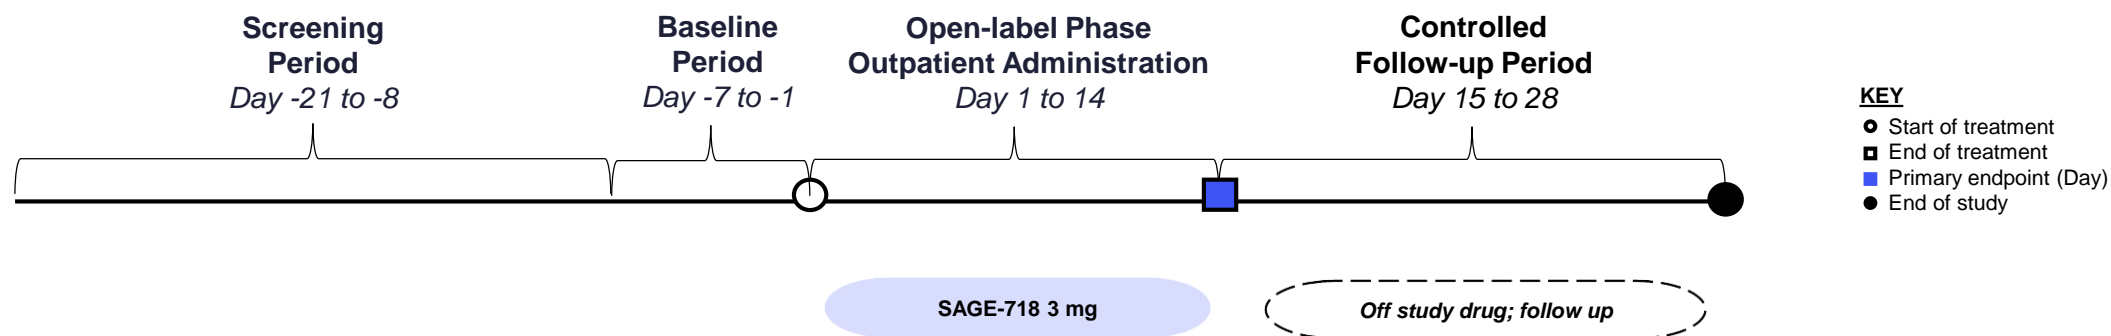 Screening
Period
Day -21 to -8
Baseline
Period
Day -7 to -1
Open-label Phase
Outpatient Administration
Day 1 to 14
Controlled
Follow-up Period
Day 15 to 28
KEY
Start of treatment
End of treatment
Primary endpoint (Day)
End of study
SAGE-718 3 mg
Off study drug; follow up